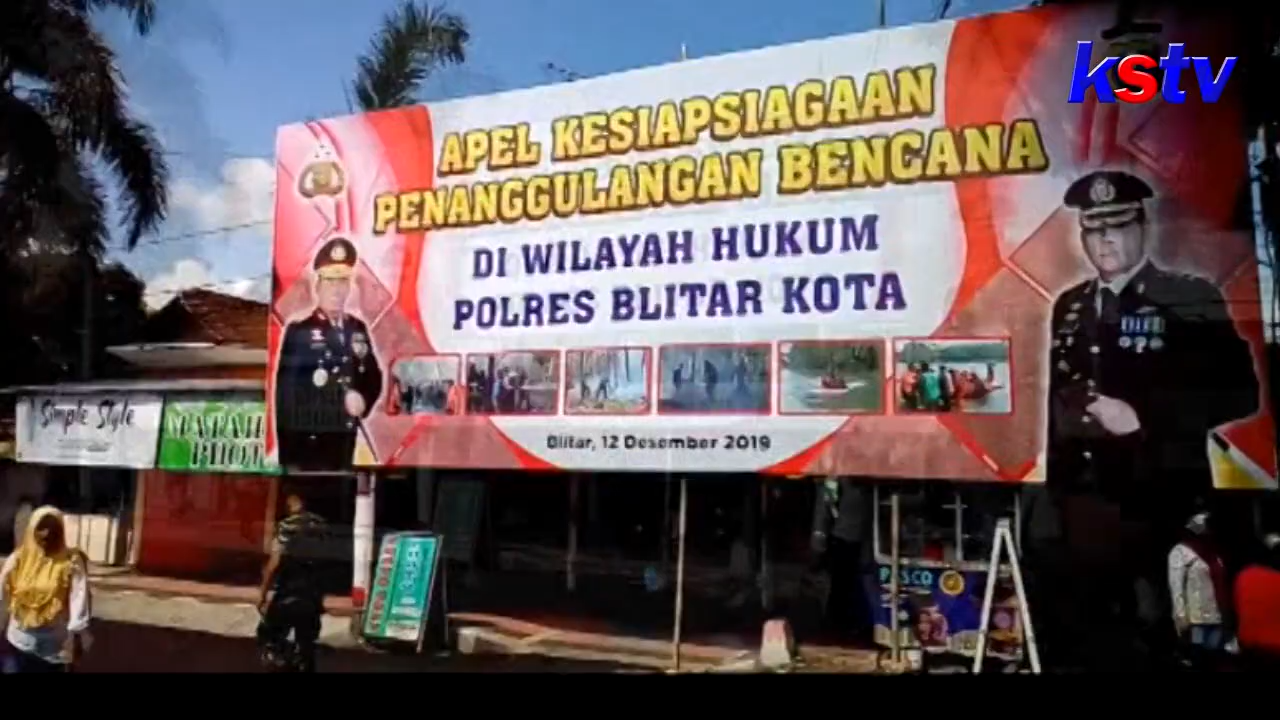 kstv
APEL KESIAPSIAGAAN
PENANGGULANGAN BENCANA
DI WILAYAH HUKUM
POLRES BLITAR KOTA
Blitar, 12 Desember 2019
Simple Style